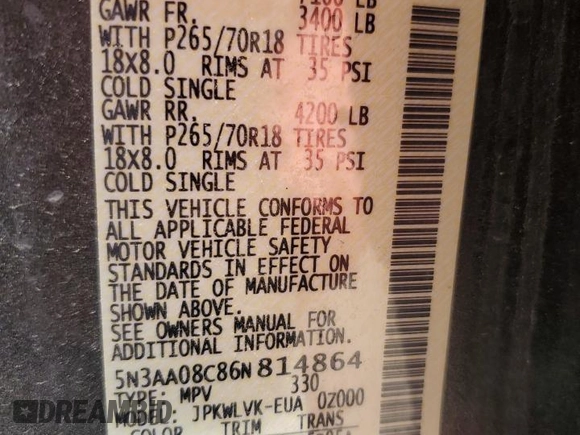 7100 LB
GAWR FR. 3400 LB
WITH P265/70R18 TIRES
18X8.0 RIMS AT 35 PSI
COLD SINGLE
GAWR RR. 4200 LB
WITH P265/70R18 TIRES
18X8.0 RIMS AT 35 PSI
COLD SINGLE
THIS VEHICLE CONFORMS TO
ALL APPLICABLE FEDERAL
MOTOR VEHICLE SAFETY
STANDARDS IN EFFECT ON
THE DATE OF MANUFACTURE
SHOWN ABOVE.
SEE OWNERS MANUAL FOR
ADDITIONAL INFORMATION.
5N3AA08C86N814864
TYPE: MPV 330
MODEL: JPKWLVK-EUA 0Z000
COLOR TRIM TRANS
DREAMBID